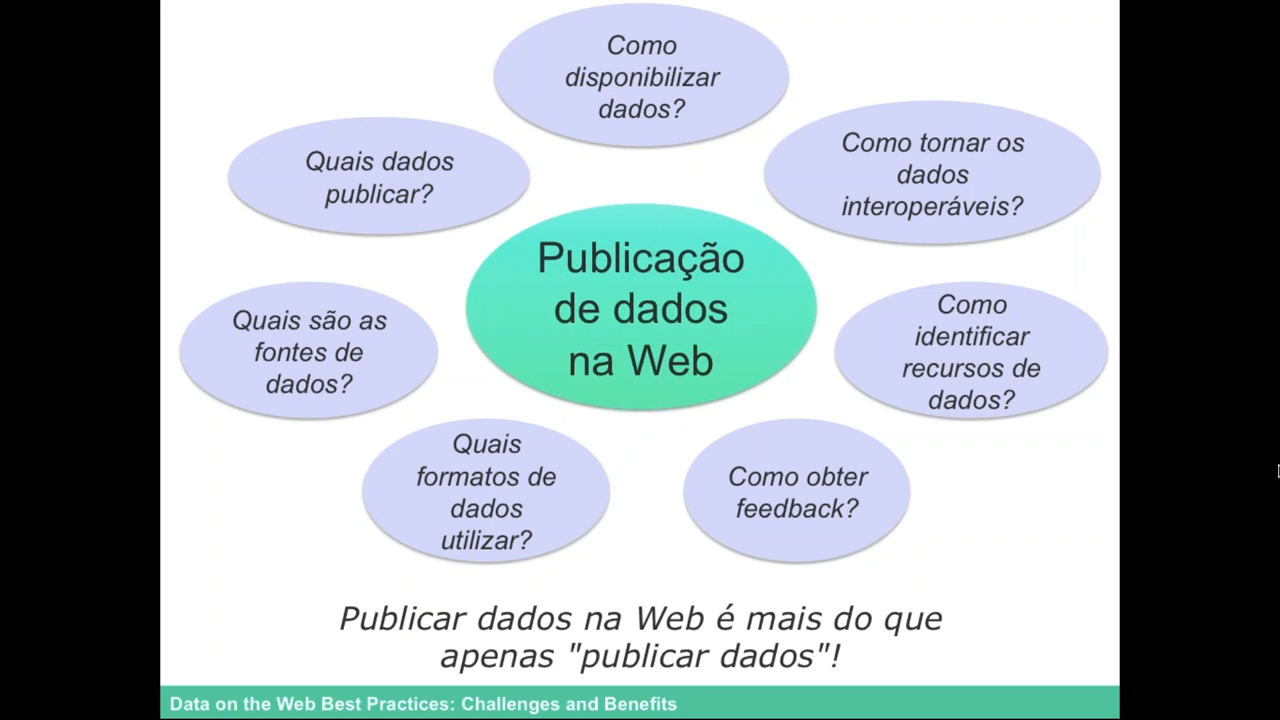 Como
disponibilizar
dados?
Quais dados
publicar?
Como tornar os
dados
interoperáveis?
Publicação
de dados
na Web
Quais são as
fontes de
dados?
Como
identificar
recursos de
dados?
Quais
formatos de
dados
utilizar?
Como obter
feedback?
Publicar dados na Web é mais do que
apenas "publicar dados"!
Data on the Web Best Practices: Challenges and Benefits